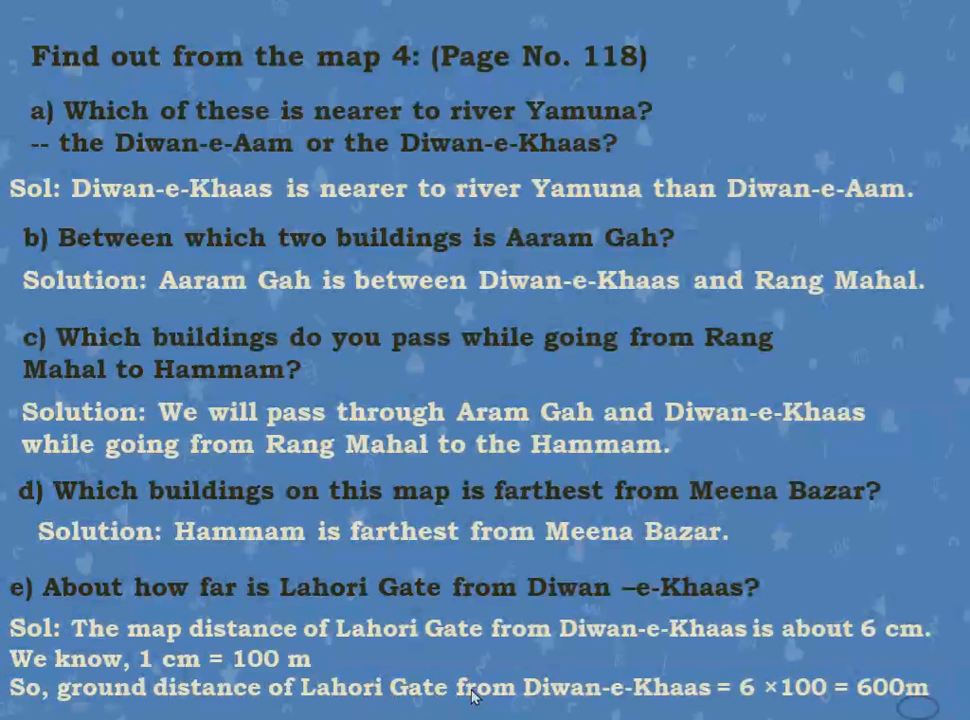 Find out from the map 4: (Page No. 118)
a) Which of these is nearer to river Yamuna?
-- the Diwan-e-Aam or the Diwan-e-Khaas?
Sol: Diwan-e-Khaas is nearer to river Yamuna than Diwan-e-Aam.
b) Between which two buildings is Aaram Gah?
Solution: Aaram Gah is between Diwan-e-Khaas and Rang Mahal.
c) Which buildings do you pass while going from Rang
Mahal to Hammam?
Solution: We will pass through Aram Gah and Diwan-e-Khaas
while going from Rang Mahal to the Hammam.
d) Which buildings on this map is farthest from Meena Bazar?
Solution: Hammam is farthest from Meena Bazar.
e) About how far is Lahori Gate from Diwan –e-Khaas?
Sol: The map distance of Lahori Gate from Diwan-e-Khaas is about 6 cm.
We know, 1 cm = 100 m
So, ground distance of Lahori Gate from Diwan-e-Khaas = 6 ×100 = 600m